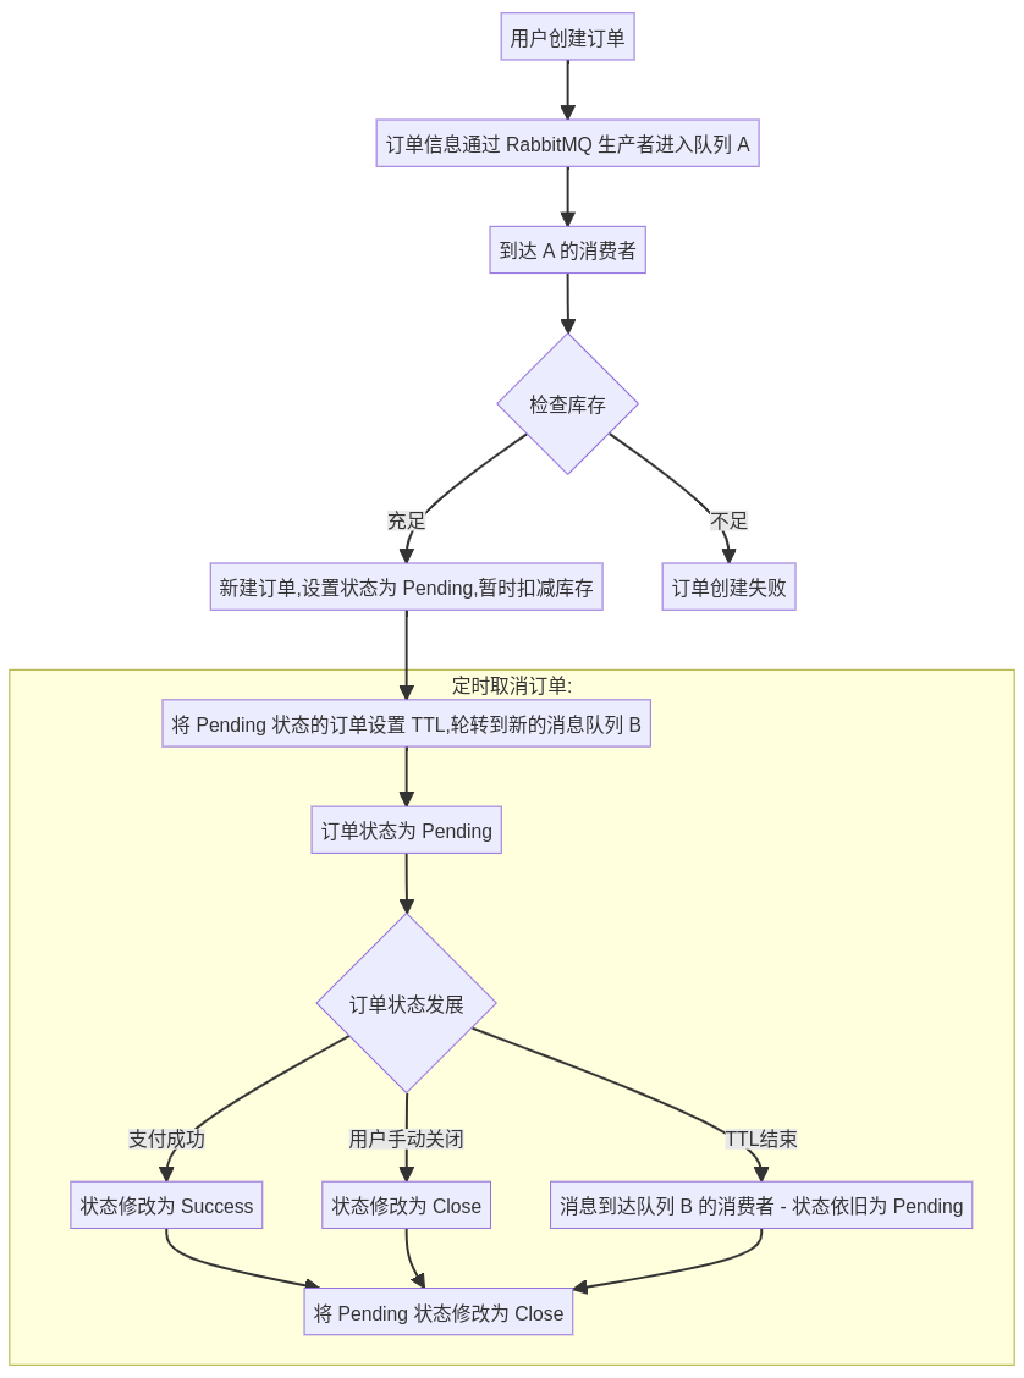 用户创建订单
订单信息通过 RabbitMQ 生产者进入队列 A
到达 A 的消费者
检查库存
充足
不足
新建订单,设置状态为 Pending,暂时扣减库存
订单创建失败
定时取消订单:
将 Pending 状态的订单设置 TTL,轮转到新的消息队列 B
订单状态为 Pending
订单状态发展
支付成功
用户手动关闭
TTL结束
状态修改为 Success
状态修改为 Close
消息到达队列 B 的消费者 - 状态依旧为 Pending
将 Pending 状态修改为 Close